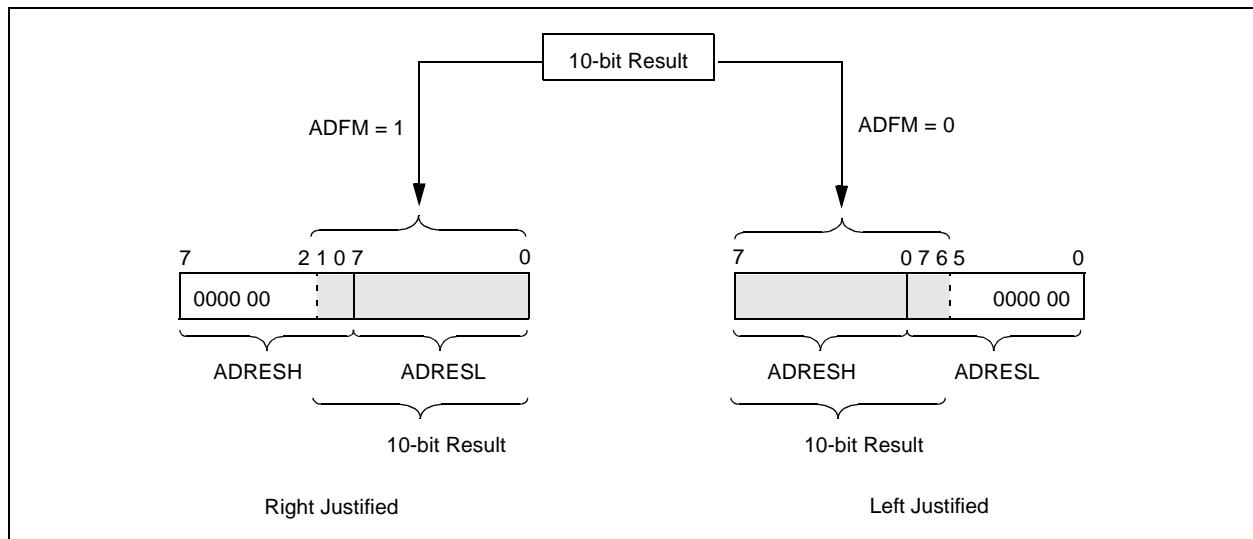 10-bit Result
ADFM = 1
ADFM = 0
7 2 1 0 7 0
7 0 7 6 5 0
0000 00
0000 00
ADRESH ADRESL
ADRESH ADRESL
10-bit Result
10-bit Result
Right Justified
Left Justified